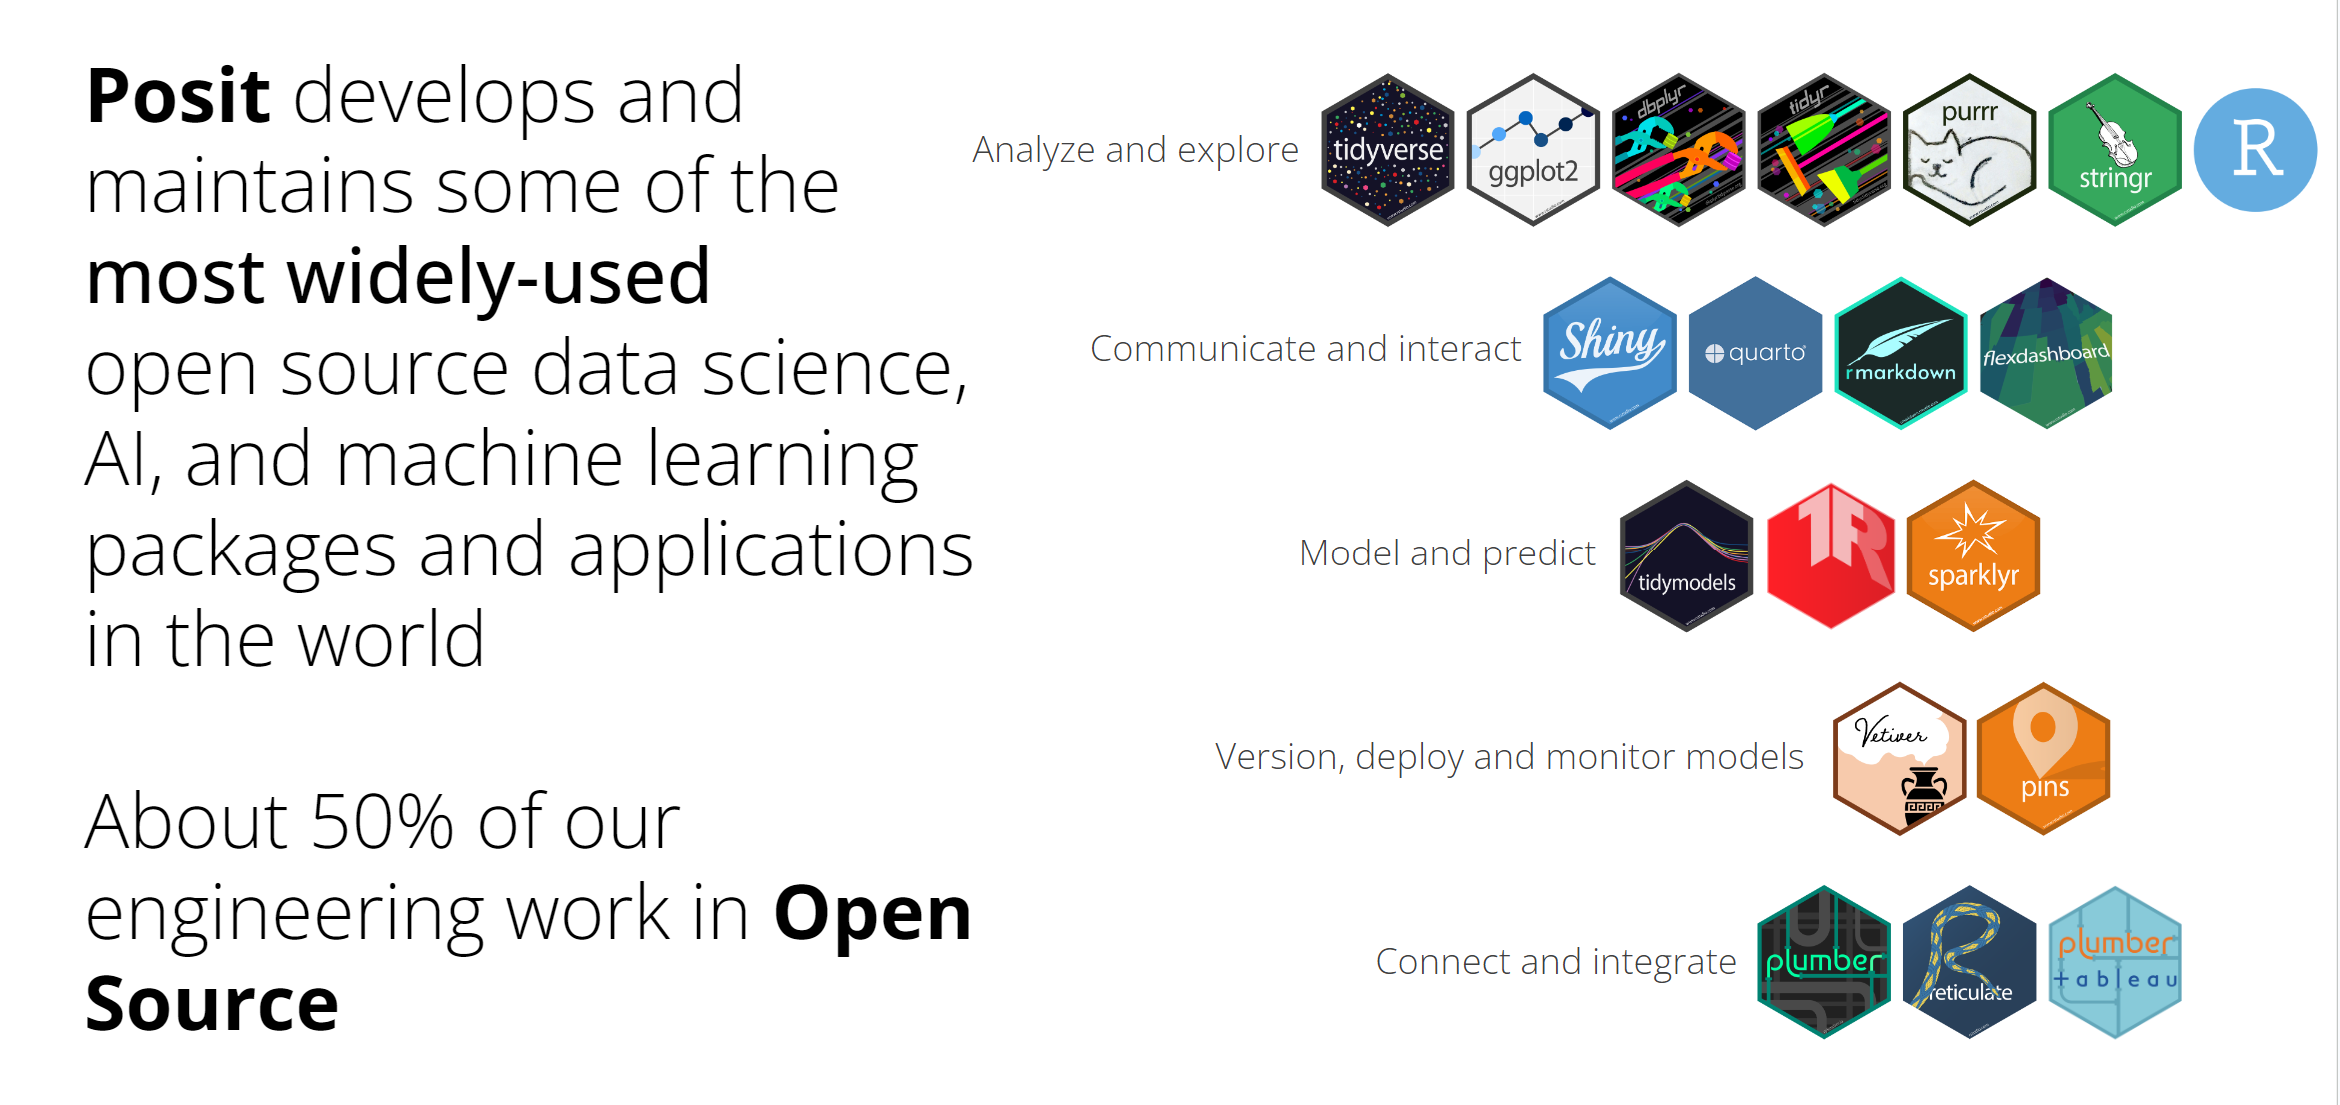 Posit develops and
maintains some of the
most widely-used
open source data science,
AI, and machine learning
packages and applications
in the world
About 50% of our
engineering work in Open
Source
Analyze and explore
tidyverse
ggplot2
dbplyr
tidyr
purrr
stringr
R
Communicate and interact
Shiny
quarto
rmarkdown
flexdashboard
Model and predict
tidymodels
TR
sparklyr
Version, deploy and monitor models
Vetiver
pins
Connect and integrate
plumber
reticulate
plumber
tableau